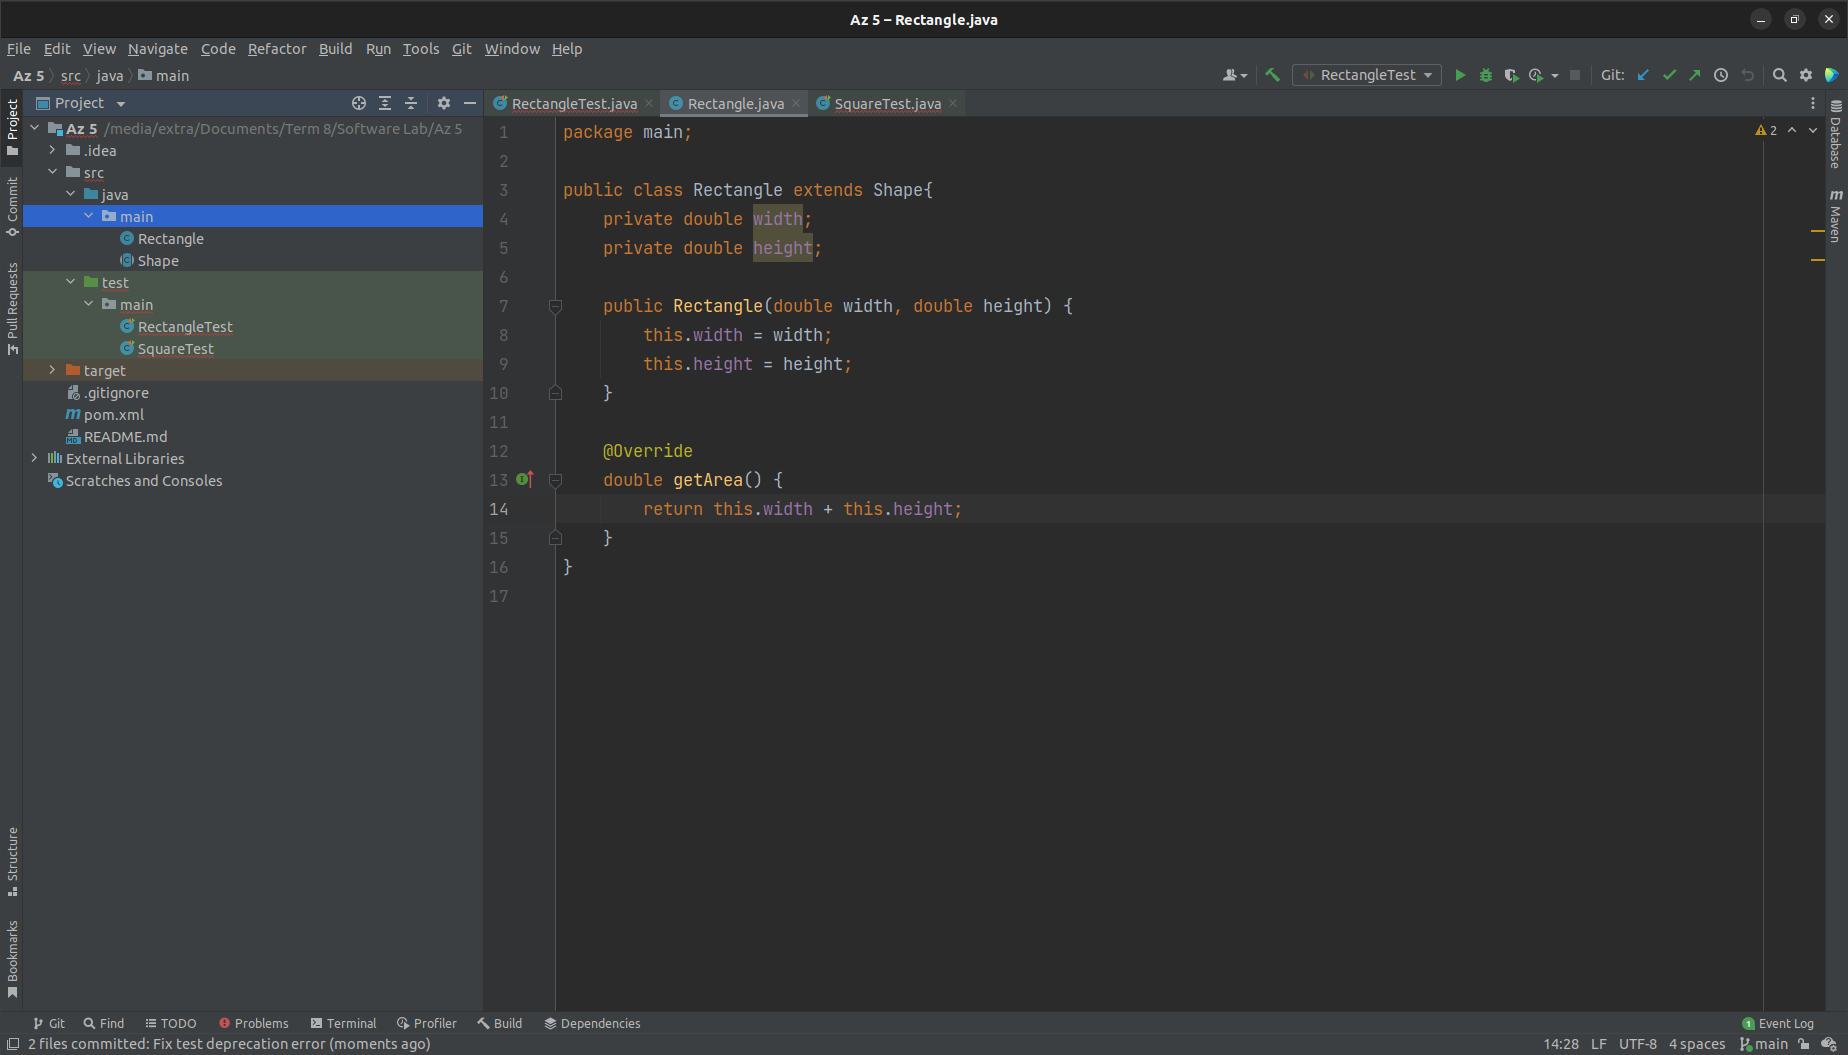 Az 5 – Rectangle.java
File Edit View Navigate Code Refactor Build Run Tools Git Window Help
Az 5 src java main
RectangleTest
Git:
Project
RectangleTest.java Rectangle.java SquareTest.java
Az 5 /media/extra/Documents/Term 8/Software Lab/Az 5
.idea
src
java
main
Rectangle
Shape
test
main
RectangleTest
SquareTest
target
.gitignore
pom.xml
README.md
External Libraries
Scratches and Consoles
Project
Commit
Pull Requests
Structure
Bookmarks
1 package main;
2
3 public class Rectangle extends Shape{
4 private double width;
5 private double height;
6
7 public Rectangle(double width, double height) {
8 this.width = width;
9 this.height = height;
10 }
11
12 @Override
13 double getArea() {
14 return this.width + this.height;
15 }
16 }
17
2
Database
Maven
Git Find TODO Problems Terminal Profiler Build Dependencies
1 Event Log
2 files committed: Fix test deprecation error (moments ago)
14:28 LF UTF-8 4 spaces main